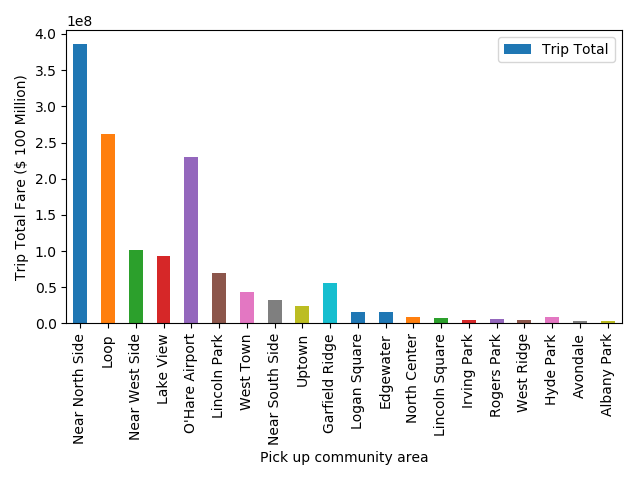 1e8
4.0
3.5
3.0
2.5
2.0
1.5
1.0
0.5
0.0
Trip Total Fare ($ 100 Million)
Trip Total
Near North Side
Loop
Near West Side
Lake View
O'Hare Airport
Lincoln Park
West Town
Near South Side
Uptown
Garfield Ridge
Logan Square
Edgewater
North Center
Lincoln Square
Irving Park
Rogers Park
West Ridge
Hyde Park
Avondale
Albany Park
Pick up community area